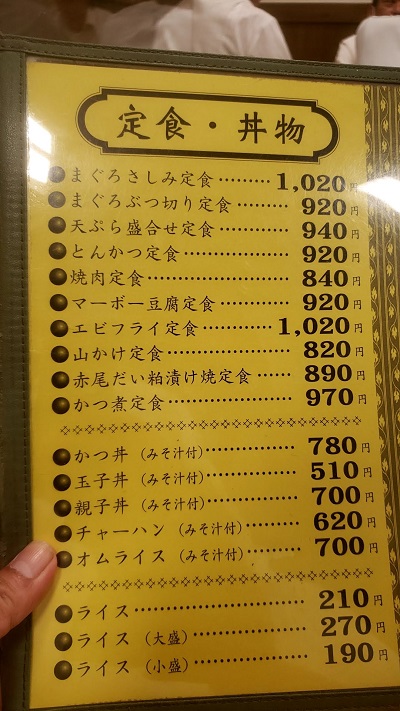 定食・丼物
まぐろさしみ定食………1,020円
まぐろぶつ切り定食………920円
天ぷら盛合せ定食…………940円
とんかつ定食………………920円
焼肉定食……………………840円
マーボー豆腐定食…………920円
エビフライ定食…………1,020円
山かけ定食…………………820円
赤尾だい粕漬け焼定食……890円
かつ煮定食…………………970円
かつ丼(みそ汁付)…………780円
玉子丼(みそ汁付)…………510円
親子丼(みそ汁付)…………700円
チャーハン(みそ汁付)……620円
オムライス(みそ汁付)……700円
ライス………………………210円
ライス(大盛)………………270円
ライス(小盛)………………190円